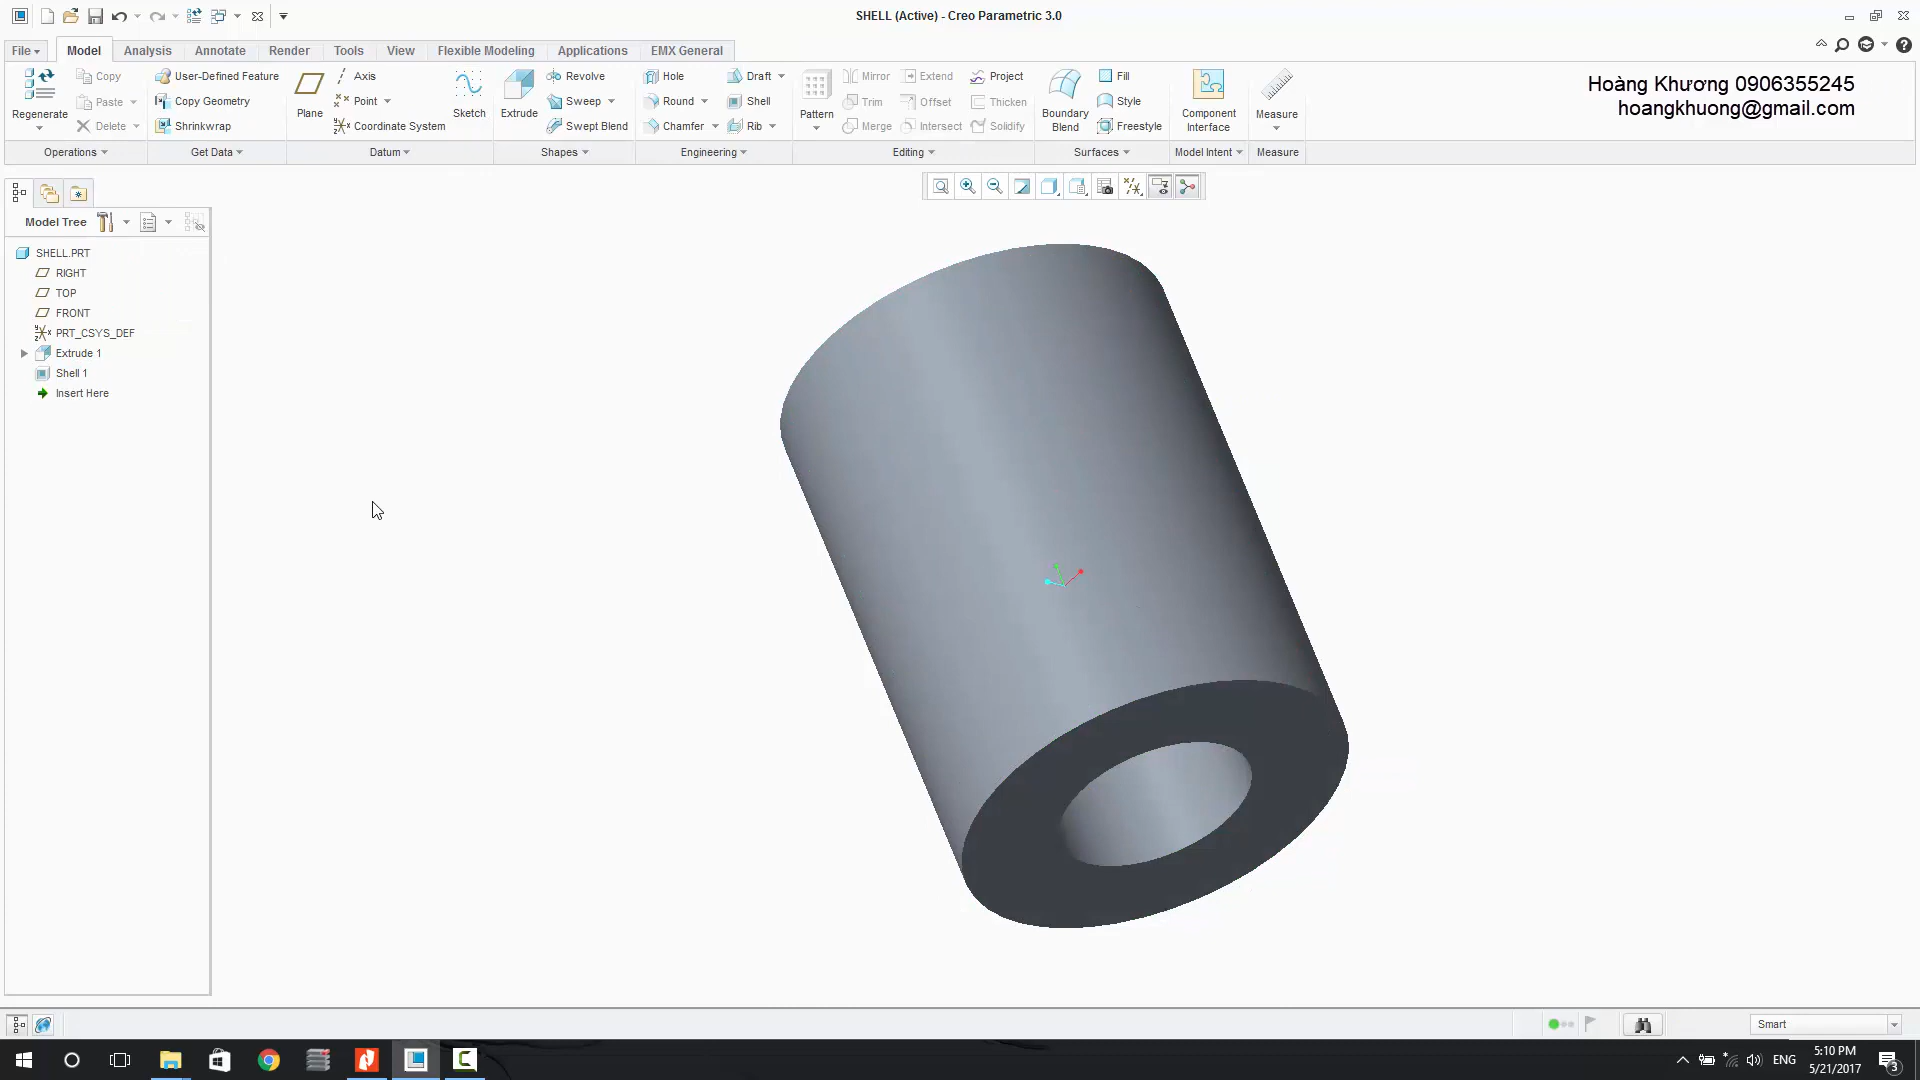 SHELL (Active) - Creo Parametric 3.0
File Model Analysis Annotate Render Tools View Flexible Modeling Applications EMX General
Regenerate
Copy
Paste
Delete
Operations
User-Defined Feature
Copy Geometry
Shrinkwrap
Get Data
Plane
Axis
Point
Coordinate System
Sketch
Datum
Extrude
Revolve
Sweep
Swept Blend
Shapes
Hole
Round
Chamfer
Draft
Shell
Rib
Engineering
Pattern
Mirror
Trim
Merge
Extend
Offset
Intersect
Project
Thicken
Solidify
Editing
Boundary
Blend
Fill
Style
Freestyle
Surfaces
Component
Interface
Model Intent
Measure
Measure
Hoàng Khương 0906355245
hoangkhuong@gmail.com
Model Tree
SHELL.PRT
RIGHT
TOP
FRONT
PRT_CSYS_DEF
Extrude 1
Shell 1
Insert Here
Smart
ENG
5:10 PM
5/21/2017
3